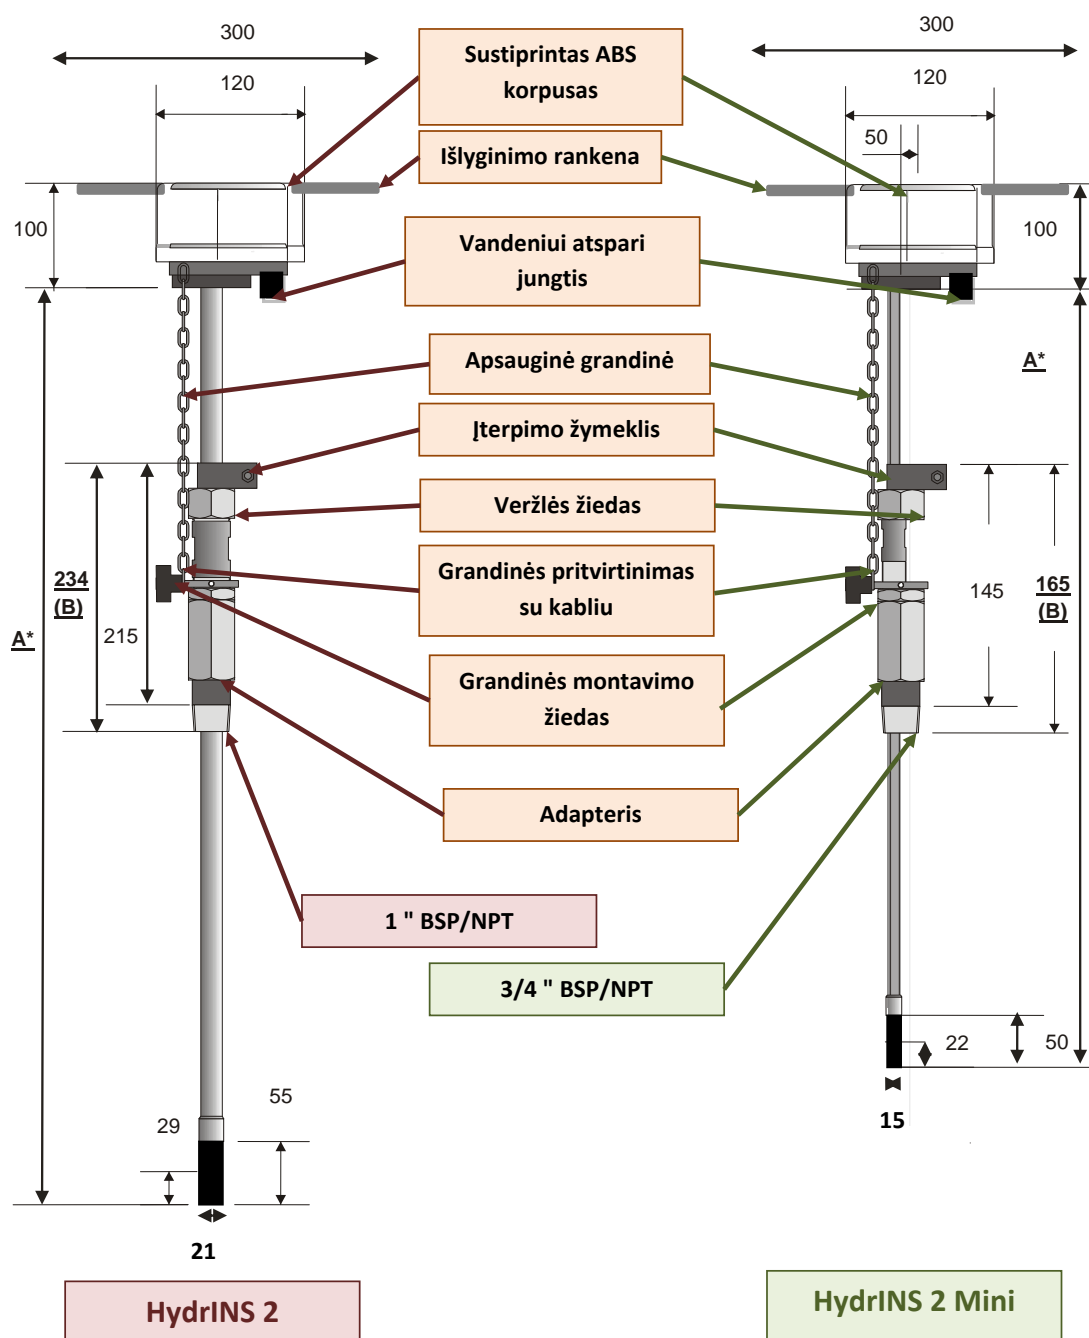 300
300
Sustiprintas ABS
korpusas
120
120
50
Išlyginimo rankena
100
100
Vandeniui atspari
jungtis
Apsauginė grandinė
A*
Įterpimo žymeklis
Veržlės žiedas
234
(B)
Grandinės pritvirtinimas
su kabliu
145
165
(B)
A*
215
Grandinės montavimo
žiedas
Adapteris
1 " BSP/NPT
3/4 " BSP/NPT
22
50
55
29
15
21
HydrINS 2
HydrINS 2 Mini